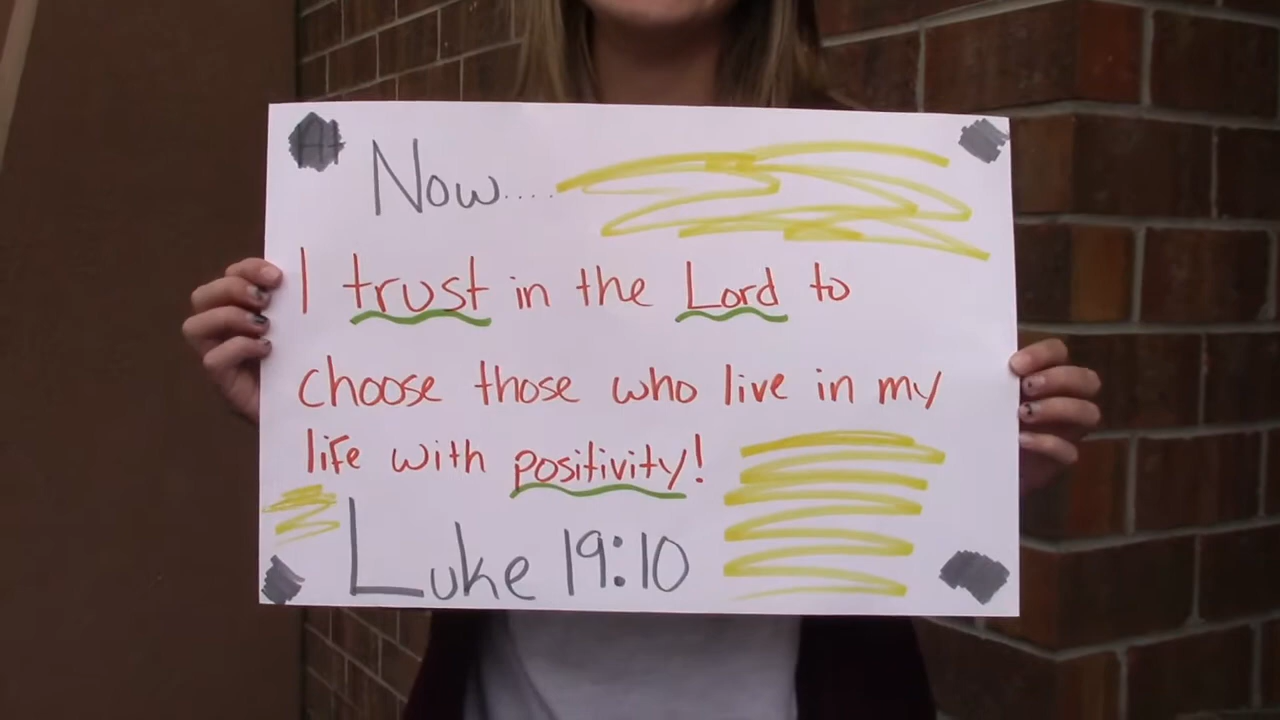 Now....
I trust in the Lord to
choose those who live in my
life with positivity!
Luke 19:10